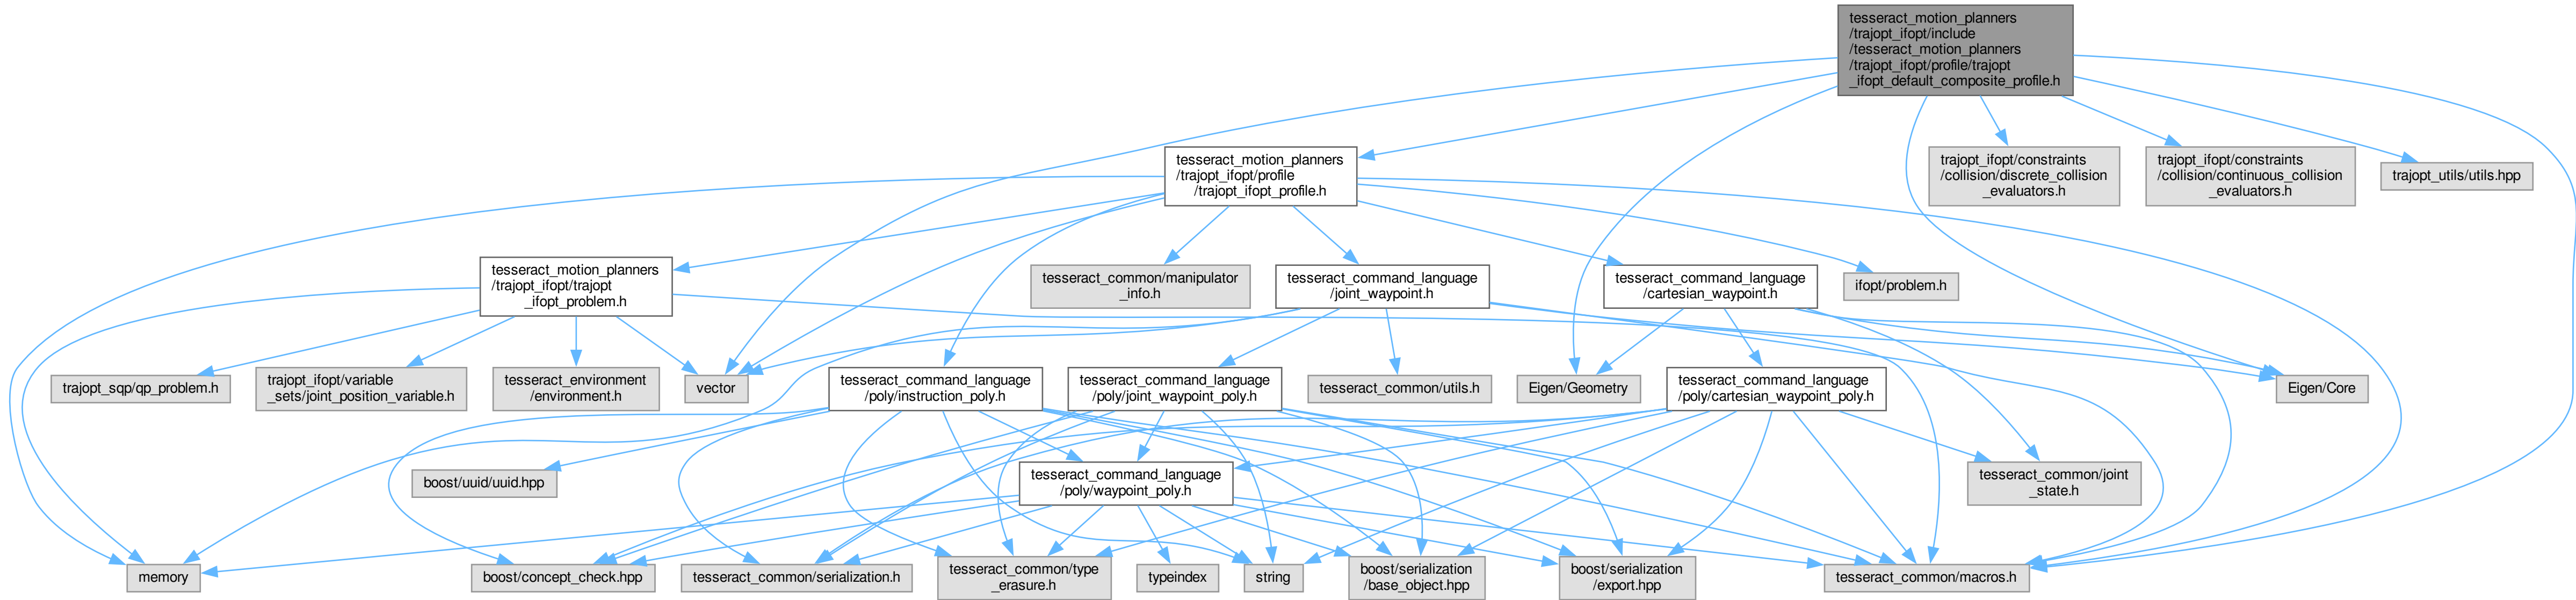 tesseract_motion_planners
/trajopt_ifopt/include
/tesseract_motion_planners
/trajopt_ifopt/profile/trajopt
_ifopt_default_composite_profile.h
tesseract_motion_planners
/trajopt_ifopt/profile
/trajopt_ifopt_profile.h
trajopt_ifopt/constraints
/collision/discrete_collision
_evaluators.h
trajopt_ifopt/constraints
/collision/continuous_collision
_evaluators.h
trajopt_utils/utils.hpp
tesseract_motion_planners
/trajopt_ifopt/trajopt
_ifopt_problem.h
tesseract_common/manipulator
_info.h
tesseract_command_language
/joint_waypoint.h
tesseract_command_language
/cartesian_waypoint.h
ifopt/problem.h
trajopt_sqp/qp_problem.h
trajopt_ifopt/variable
_sets/joint_position_variable.h
tesseract_environment
/environment.h
vector
tesseract_command_language
/poly/instruction_poly.h
tesseract_command_language
/poly/joint_waypoint_poly.h
tesseract_common/utils.h
Eigen/Geometry
tesseract_command_language
/poly/cartesian_waypoint_poly.h
Eigen/Core
boost/uuid/uuid.hpp
tesseract_command_language
/poly/waypoint_poly.h
tesseract_common/joint
_state.h
memory
boost/concept_check.hpp
tesseract_common/serialization.h
tesseract_common/type
_erasure.h
typeindex
string
boost/serialization
/base_object.hpp
boost/serialization
/export.hpp
tesseract_common/macros.h